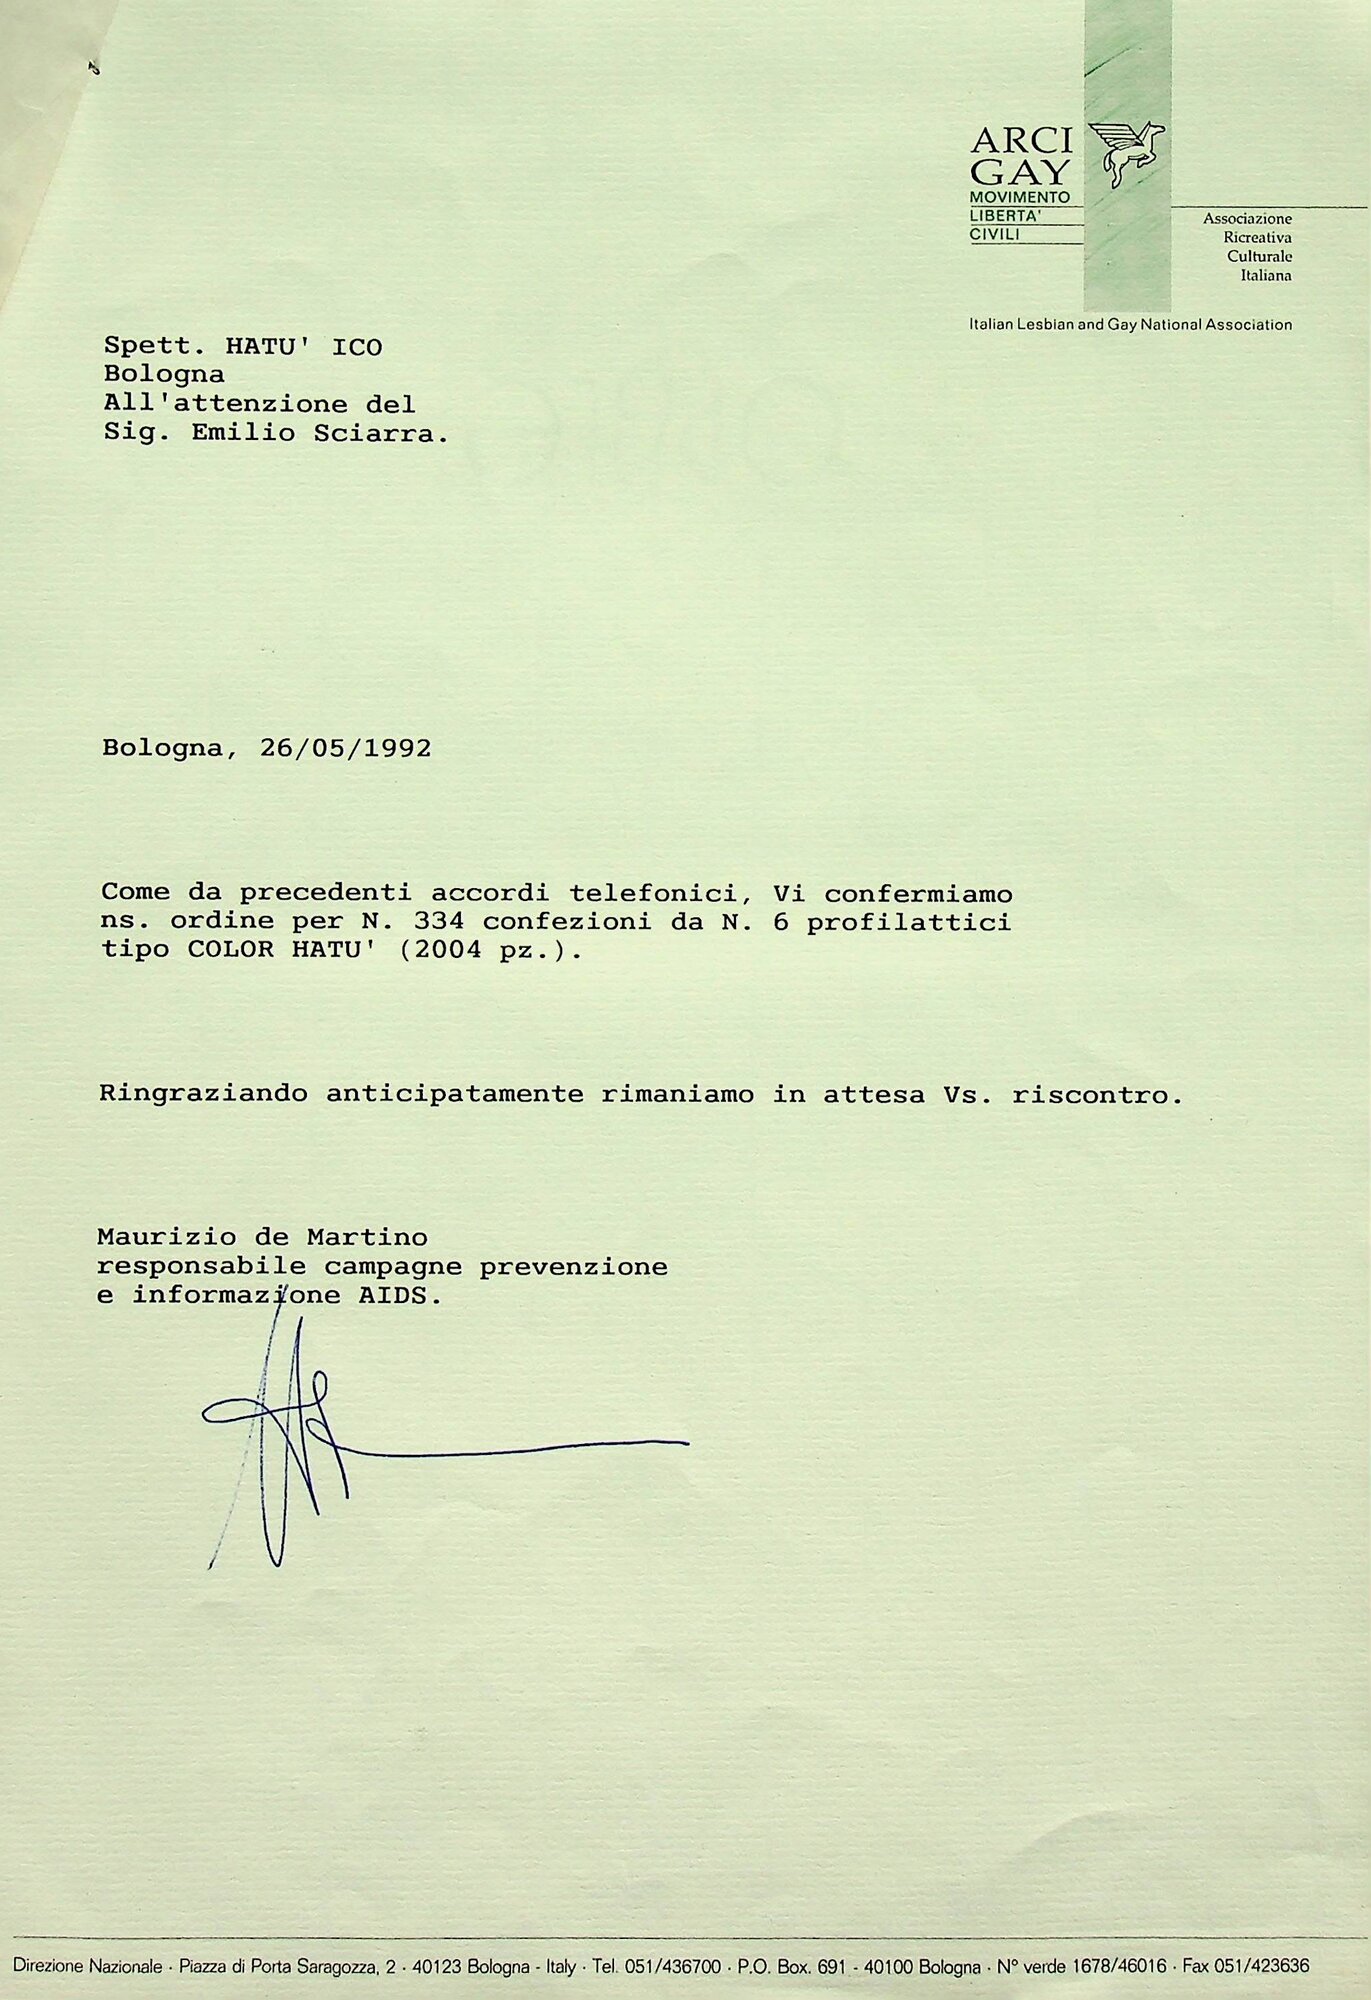 ARCI
GAY
MOVIMENTO
LIBERTA'
CIVILI
Associazione
Ricreativa
Culturale
Italiana
Italian Lesbian and Gay National Association
Spett. HATU' ICO
Bologna
All'attenzione del
Sig. Emilio Sciarra.
Bologna, 26/05/1992
Come da precedenti accordi telefonici, Vi confermiamo
ns. ordine per N. 334 confezioni da N. 6 profilattici
tipo COLOR HATU' (2004 pz.).
Ringraziando anticipatamente rimaniamo in attesa Vs. riscontro.
Maurizio de Martino
responsabile campagne prevenzione
e informazione AIDS.
Direzione Nazionale · Piazza di Porta Saragozza, 2 · 40123 Bologna - Italy · Tel. 051/436700 · P.O. Box. 691 - 40100 Bologna · N° verde 1678/46016 · Fax 051/423636